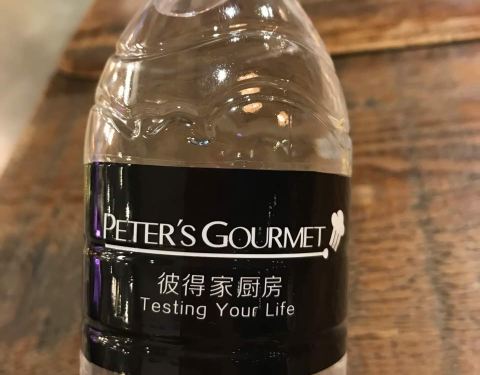 PETER'S GOURMET
彼得家厨房
Testing Your Life